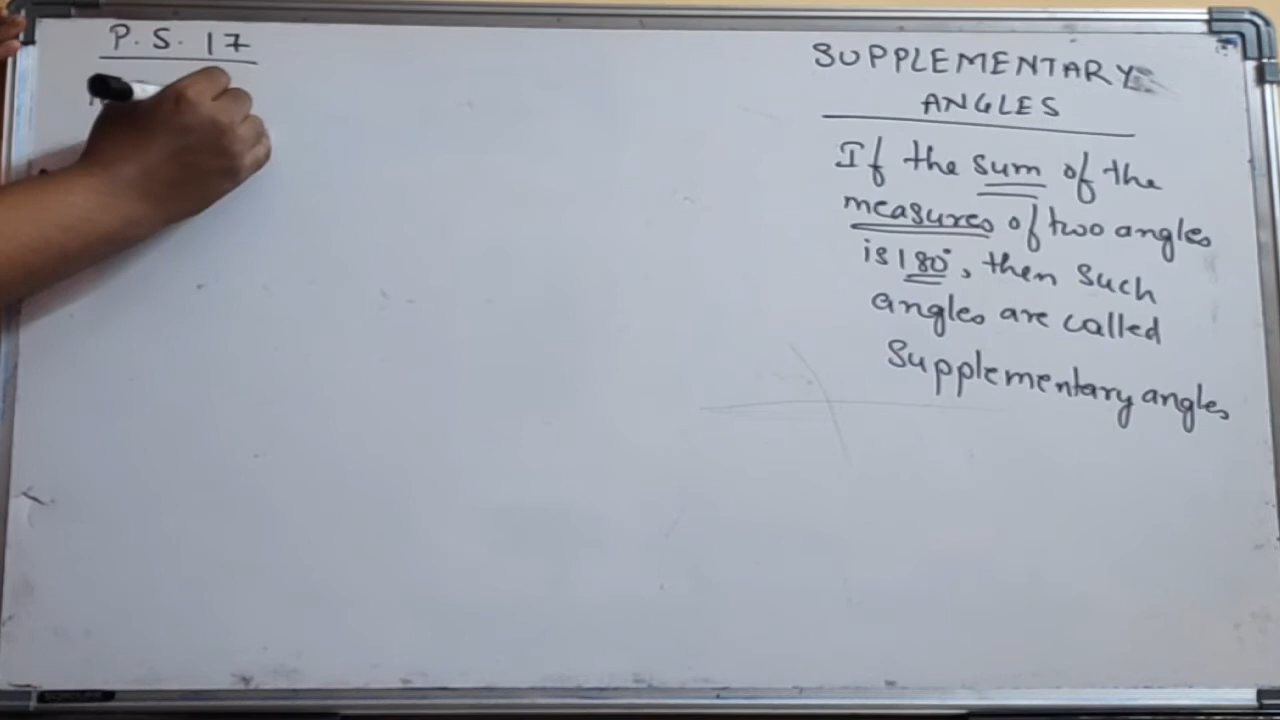 P. S. 17
SUPPLEMENTARY
ANGLES
If the sum of the
measures of two angles
is 180°, then such
angles are called
Supplementary angles